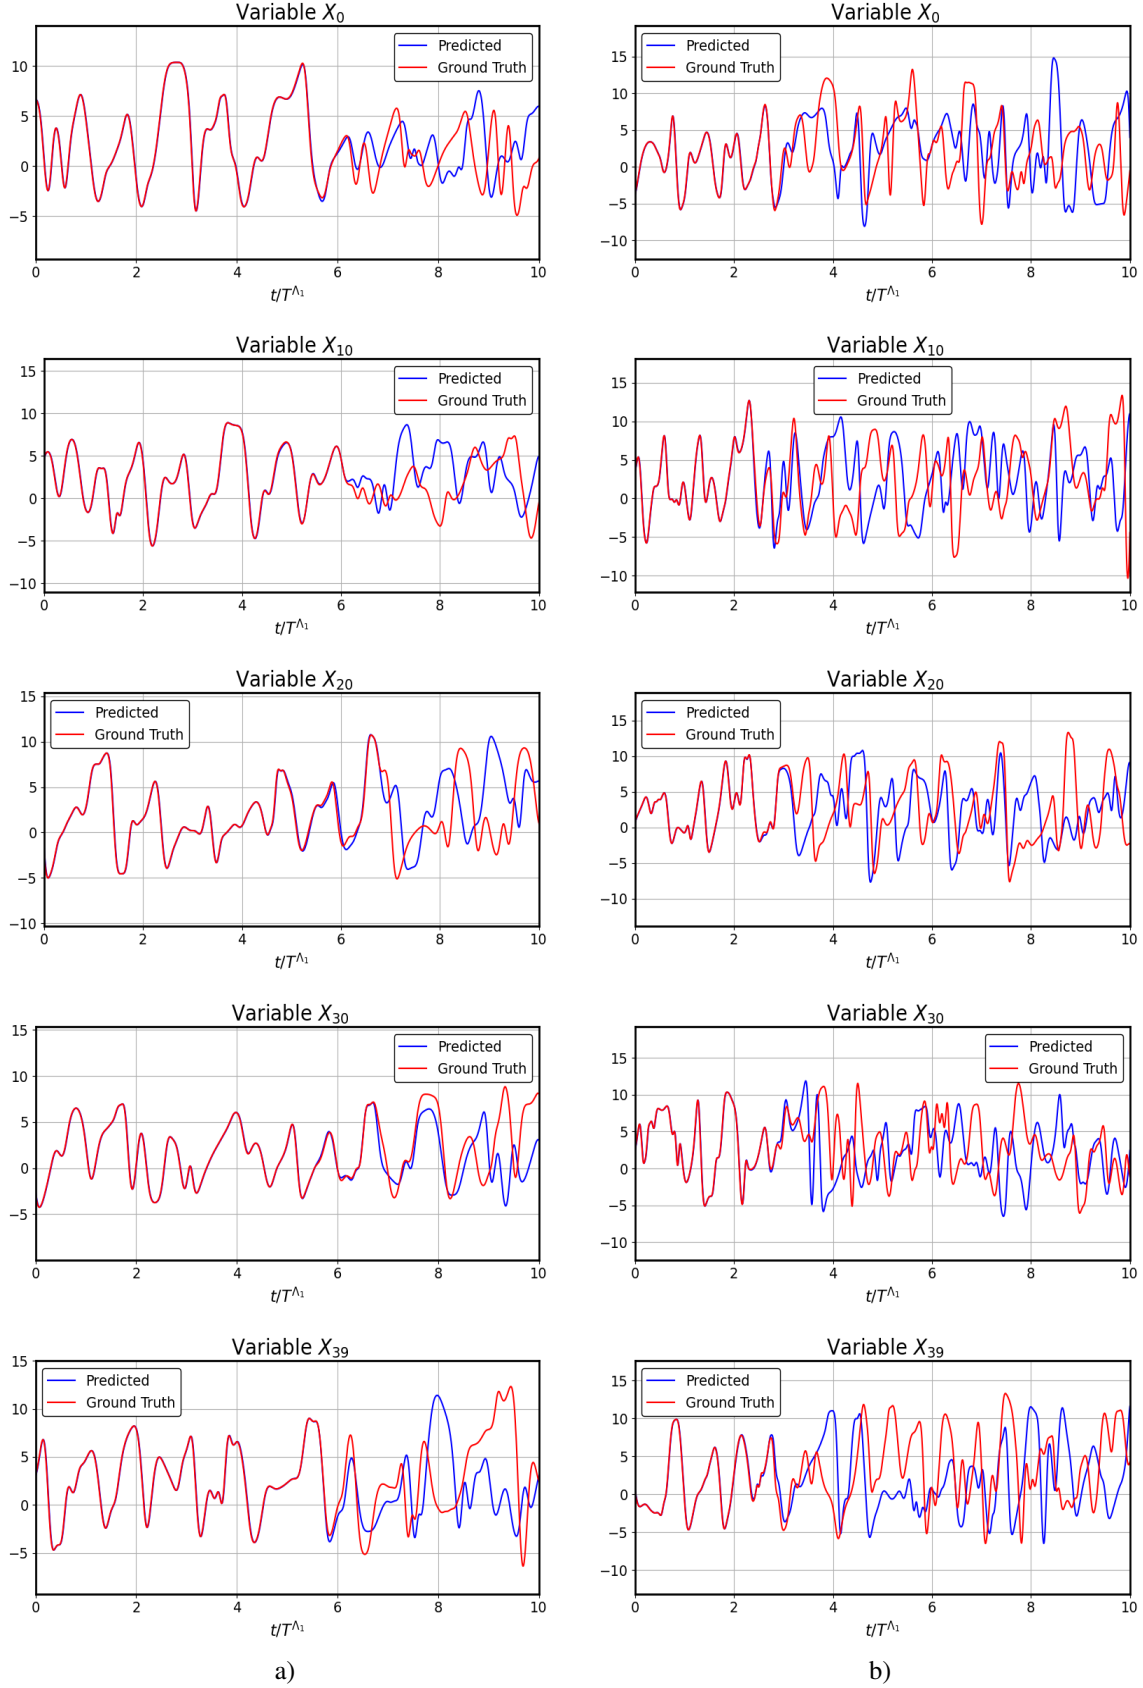 Variable X₀
Predicted
Ground Truth
10
5
0
−5
0 2 4 6 8 10
t/T^Λ₁
Variable X₀
Predicted
Ground Truth
15
10
5
0
−5
−10
0 2 4 6 8 10
t/T^Λ₁
Variable X₁₀
Predicted
Ground Truth
15
10
5
0
−5
−10
0 2 4 6 8 10
t/T^Λ₁
Variable X₁₀
Predicted
Ground Truth
15
10
5
0
−5
−10
0 2 4 6 8 10
t/T^Λ₁
Variable X₂₀
Predicted
Ground Truth
15
10
5
0
−5
−10
0 2 4 6 8 10
t/T^Λ₁
Variable X₂₀
Predicted
Ground Truth
15
10
5
0
−5
−10
0 2 4 6 8 10
t/T^Λ₁
Variable X₃₀
Predicted
Ground Truth
15
10
5
0
−5
0 2 4 6 8 10
t/T^Λ₁
Variable X₃₀
Predicted
Ground Truth
15
10
5
0
−5
−10
0 2 4 6 8 10
t/T^Λ₁
Variable X₃₉
Predicted
Ground Truth
15
10
5
0
−5
0 2 4 6 8 10
t/T^Λ₁
Variable X₃₉
Predicted
Ground Truth
15
10
5
0
−5
−10
0 2 4 6 8 10
t/T^Λ₁
a)
b)